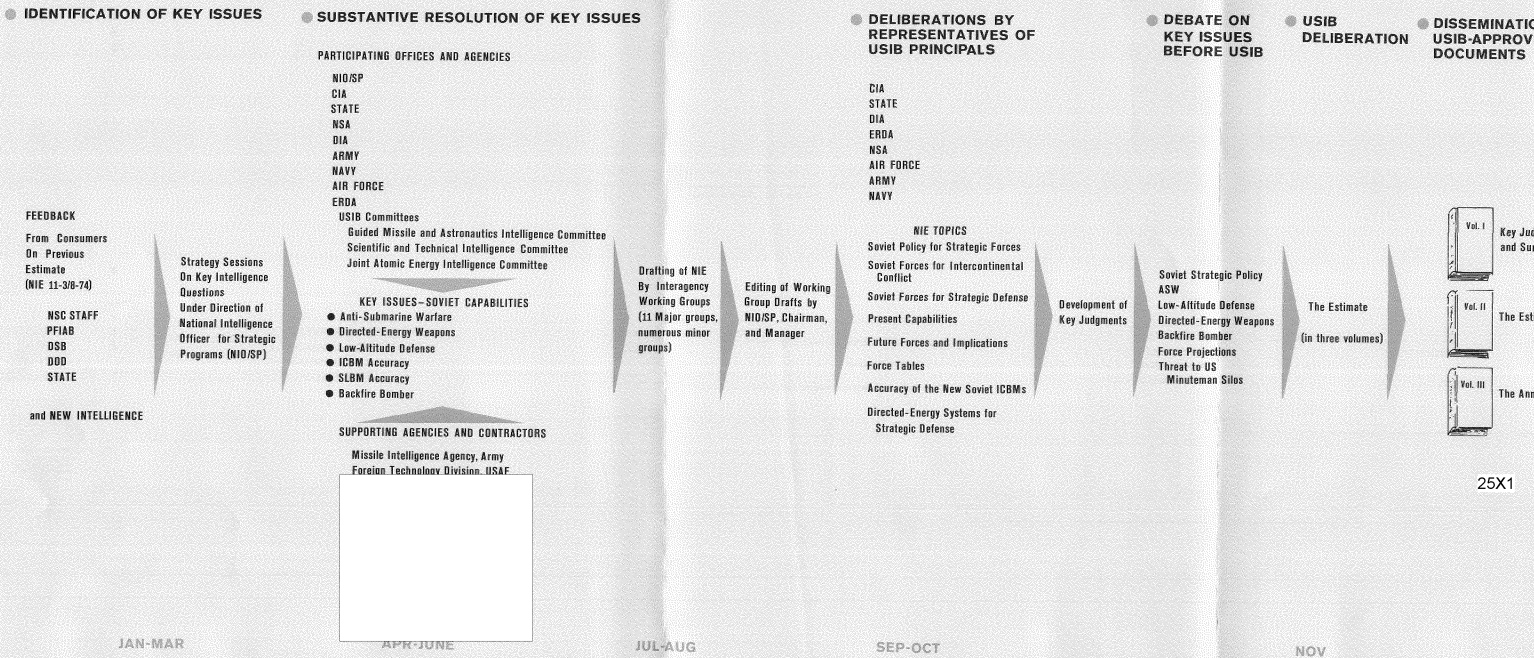 IDENTIFICATION OF KEY ISSUES
FEEDBACK
From Consumers
On Previous
Estimate
(NIE 11-3/8-74)
NSC STAFF
PFIAB
DSB
DOD
STATE
and NEW INTELLIGENCE
Strategy Sessions
On Key Intelligence
Questions
Under Direction of
National Intelligence
Officer for Strategic
Programs (NIO/SP)
JAN-MAR
SUBSTANTIVE RESOLUTION OF KEY ISSUES
PARTICIPATING OFFICES AND AGENCIES
NIO/SP
CIA
STATE
NSA
DIA
ARMY
NAVY
AIR FORCE
ERDA
USIB Committees
Guided Missile and Astronautics Intelligence Committee
Scientific and Technical Intelligence Committee
Joint Atomic Energy Intelligence Committee
KEY ISSUES—SOVIET CAPABILITIES
Anti-Submarine Warfare
Directed-Energy Weapons
Low-Altitude Defense
ICBM Accuracy
SLBM Accuracy
Backfire Bomber
SUPPORTING AGENCIES AND CONTRACTORS
Missile Intelligence Agency, Army
Foreign Technology Division, USAF
APR-JUNE
Drafting of NIE
By Interagency
Working Groups
(11 Major groups,
numerous minor
groups)
JUL-AUG
Editing of Working
Group Drafts by
NIO/SP, Chairman,
and Manager
DELIBERATIONS BY
REPRESENTATIVES OF
USIB PRINCIPALS
CIA
STATE
DIA
ERDA
NSA
AIR FORCE
ARMY
NAVY
NIE TOPICS
Soviet Policy for Strategic Forces
Soviet Forces for Intercontinental
Conflict
Soviet Forces for Strategic Defense
Present Capabilities
Future Forces and Implications
Force Tables
Accuracy of the New Soviet ICBMs
Directed-Energy Systems for
Strategic Defense
SEP-OCT
Development of
Key Judgments
DEBATE ON
KEY ISSUES
BEFORE USIB
Soviet Strategic Policy
ASW
Low-Altitude Defense
Directed-Energy Weapons
Backfire Bomber
Force Projections
Threat to US
Minuteman Silos
USIB
DELIBERATION
The Estimate
(in three volumes)
NOV
DISSEMINATIO
USIB-APPROV
DOCUMENTS
Vol. I
Key Jud
and Su
Vol. II
The Est
Vol. III
The Ann
25X1